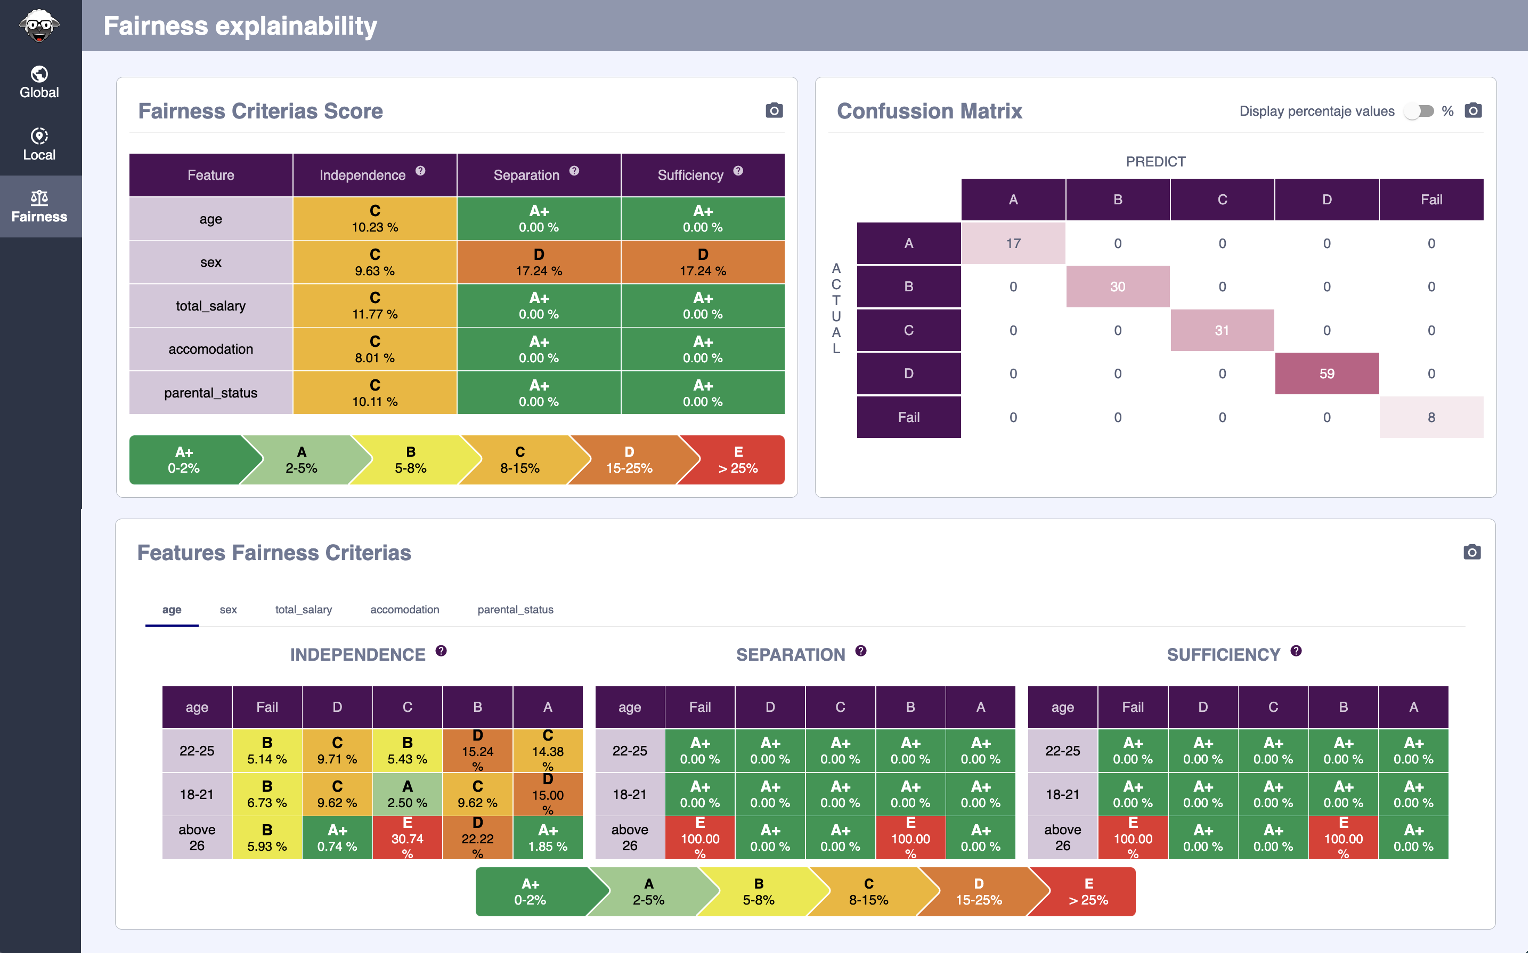 Fairness explainability
Global
Local
Fairness
Fairness Criterias Score
Feature Independence ? Separation ? Sufficiency ?
age C 10.23 % A+ 0.00 % A+ 0.00 %
sex C 9.63 % D 17.24 % D 17.24 %
total_salary C 11.77 % A+ 0.00 % A+ 0.00 %
accomodation C 8.01 % A+ 0.00 % A+ 0.00 %
parental_status C 10.11 % A+ 0.00 % A+ 0.00 %
A+ A B C D E
0-2% 2-5% 5-8% 8-15% 15-25% > 25%
Confussion Matrix
Display percentaje values %
PREDICT
A B C D Fail
ACTUAL
A 17 0 0 0 0
B 0 30 0 0 0
C 0 0 31 0 0
D 0 0 0 59 0
Fail 0 0 0 0 8
Features Fairness Criterias
age sex total_salary accomodation parental_status
INDEPENDENCE ?
age Fail D C B A
22-25 B 5.14 % C 9.71 % B 5.43 % D 15.24 % C 14.38 %
18-21 B 6.73 % C 9.62 % A 2.50 % C 9.62 % D 15.00 %
above 26 B 5.93 % A+ 0.74 % E 30.74 % D 22.22 % A+ 1.85 %
SEPARATION ?
age Fail D C B A
22-25 A+ 0.00 % A+ 0.00 % A+ 0.00 % A+ 0.00 % A+ 0.00 %
18-21 A+ 0.00 % A+ 0.00 % A+ 0.00 % A+ 0.00 % A+ 0.00 %
above 26 E 100.00 % A+ 0.00 % A+ 0.00 % E 100.00 % A+ 0.00 %
SUFFICIENCY ?
age Fail D C B A
22-25 A+ 0.00 % A+ 0.00 % A+ 0.00 % A+ 0.00 % A+ 0.00 %
18-21 A+ 0.00 % A+ 0.00 % A+ 0.00 % A+ 0.00 % A+ 0.00 %
above 26 E 100.00 % A+ 0.00 % A+ 0.00 % E 100.00 % A+ 0.00 %
A+ A B C D E
0-2% 2-5% 5-8% 8-15% 15-25% > 25%